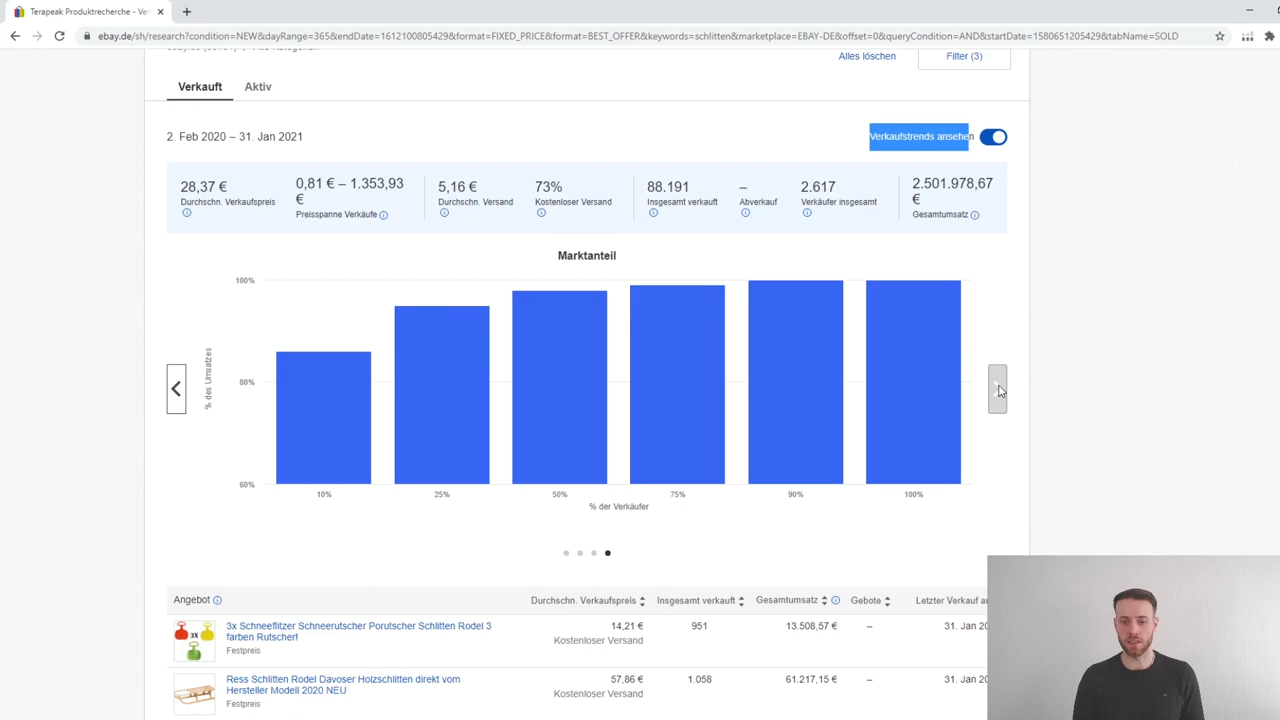 Terapeak Produktrecherche - Ver
ebay.de/sh/research?condition=NEW&dayRange=365&endDate=1612100805429&format=FIXED_PRICE&format=BEST_OFFER&keywords=schlitten&marketplace=EBAY-DE&offset=0&queryCondition=AND&startDate=1580651205429&tabName=SOLD
Alles löschen
Filter (3)
Verkauft Aktiv
2. Feb 2020 – 31. Jan 2021
Verkaufstrends ansehen
28,37 €
Durchschn. Verkaufspreis
0,81 € – 1.353,93
€
Preisspanne Verkäufe
5,16 €
Durchschn. Versand
73%
Kostenloser Versand
88.191
Insgesamt verkauft
–
Abverkauf
2.617
Verkäufer insgesamt
2.501.978,67
€
Gesamtumsatz
Marktanteil
100%
80%
60%
% des Umsatzes
10% 25% 50% 75% 90% 100%
% der Verkäufer
Angebot Durchschn. Verkaufspreis Insgesamt verkauft Gesamtumsatz Gebote Letzter Verkauf
3x Schneeflitzer Schneerutscher Porutscher Schlitten Rodel 3
farben Rutscher!
Festpreis
14,21 €
Kostenloser Versand
951
13.508,57 €
–
31. Jan 20
3X
Ress Schlitten Rodel Davoser Holzschlitten direkt vom
Hersteller Modell 2020 NEU
Festpreis
57,86 €
Kostenloser Versand
1.058
61.217,15 €
–
31. Jan 20